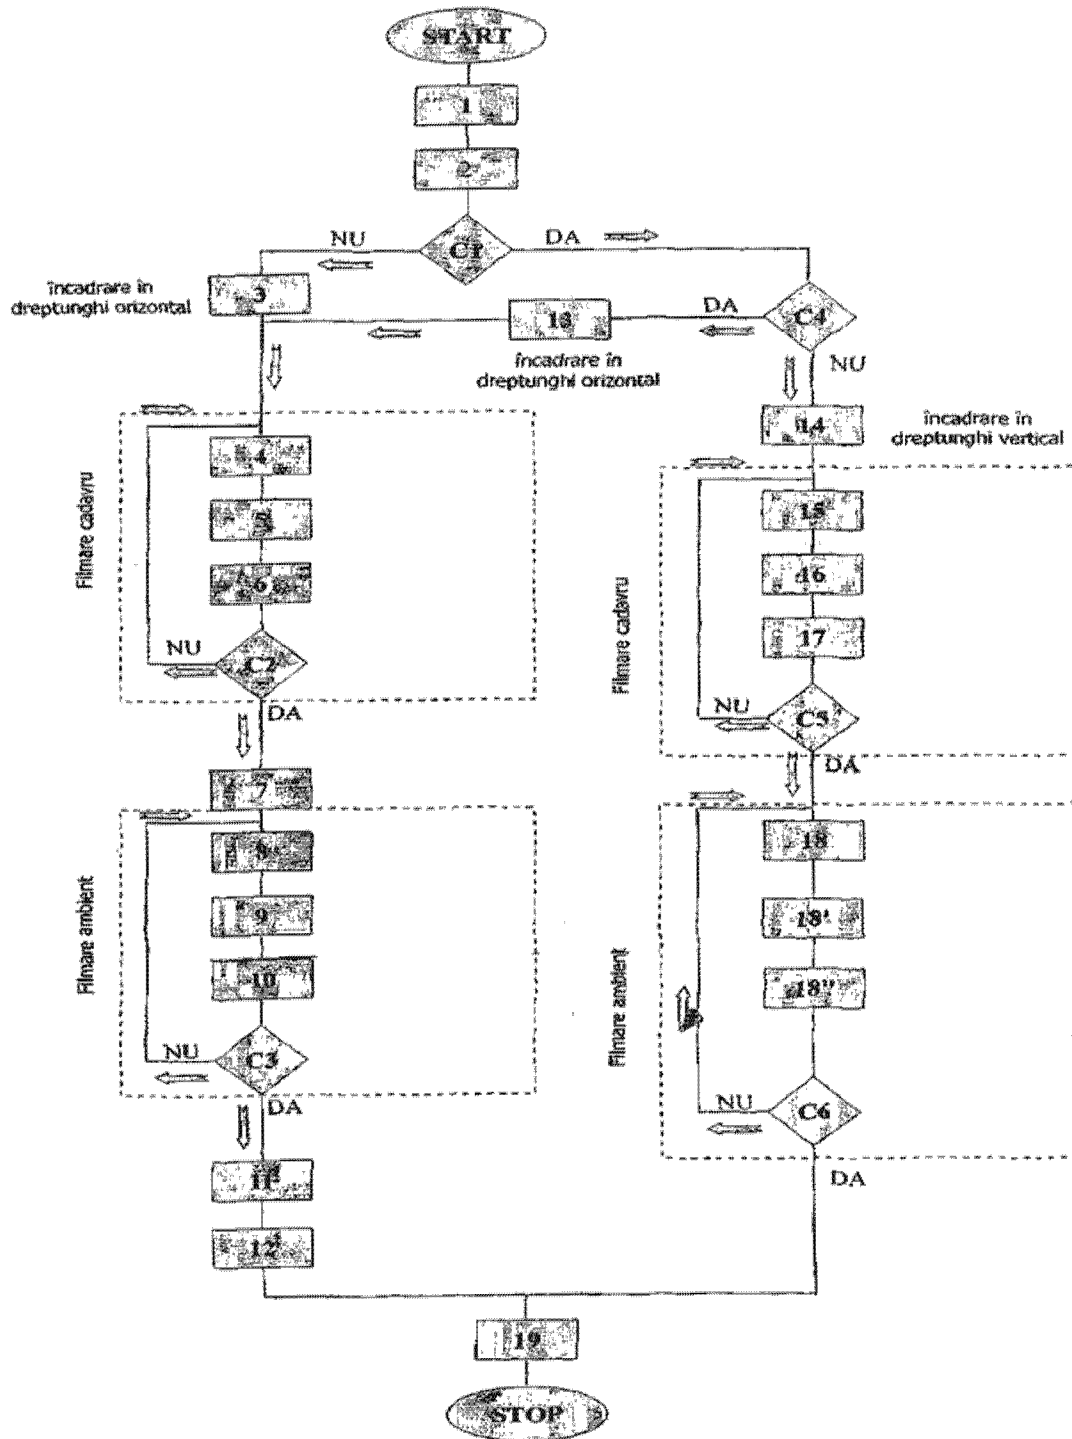 START
1
2
C1
NU
DA
3
încadrare în
dreptunghi orizontal
13
DA
C4
încadrare în
dreptunghi orizontal
NU
14
încadrare în
dreptunghi vertical
Filmare cadavru
4
6
NU
C2
DA
Filmare cadavru
15
16
17
NU
C5
DA
7
Filmare ambient
8
9
10
NU
C3
DA
Filmare ambient
18
18'
18"
NU
C6
DA
11
12
19
STOP